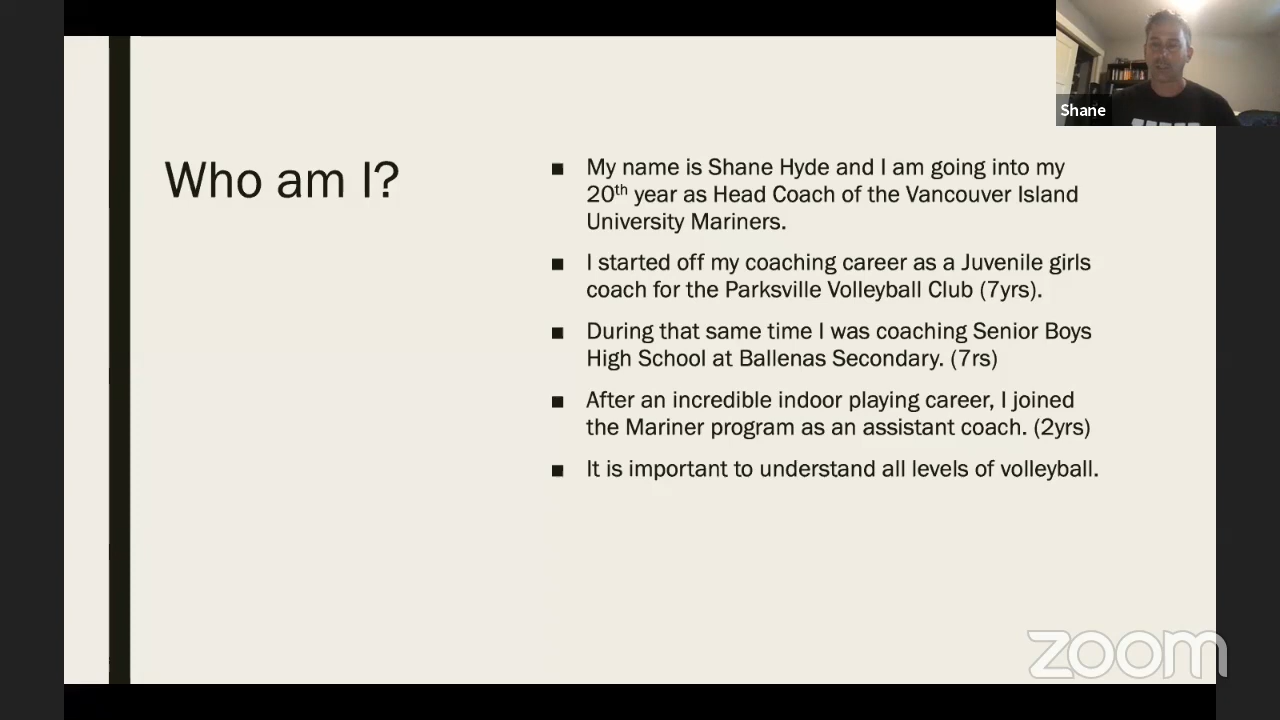 Shane
Who am I?
■ My name is Shane Hyde and I am going into my
20th year as Head Coach of the Vancouver Island
University Mariners.
■ I started off my coaching career as a Juvenile girls
coach for the Parksville Volleyball Club (7yrs).
■ During that same time I was coaching Senior Boys
High School at Ballenas Secondary. (7rs)
■ After an incredible indoor playing career, I joined
the Mariner program as an assistant coach. (2yrs)
■ It is important to understand all levels of volleyball.
zoom